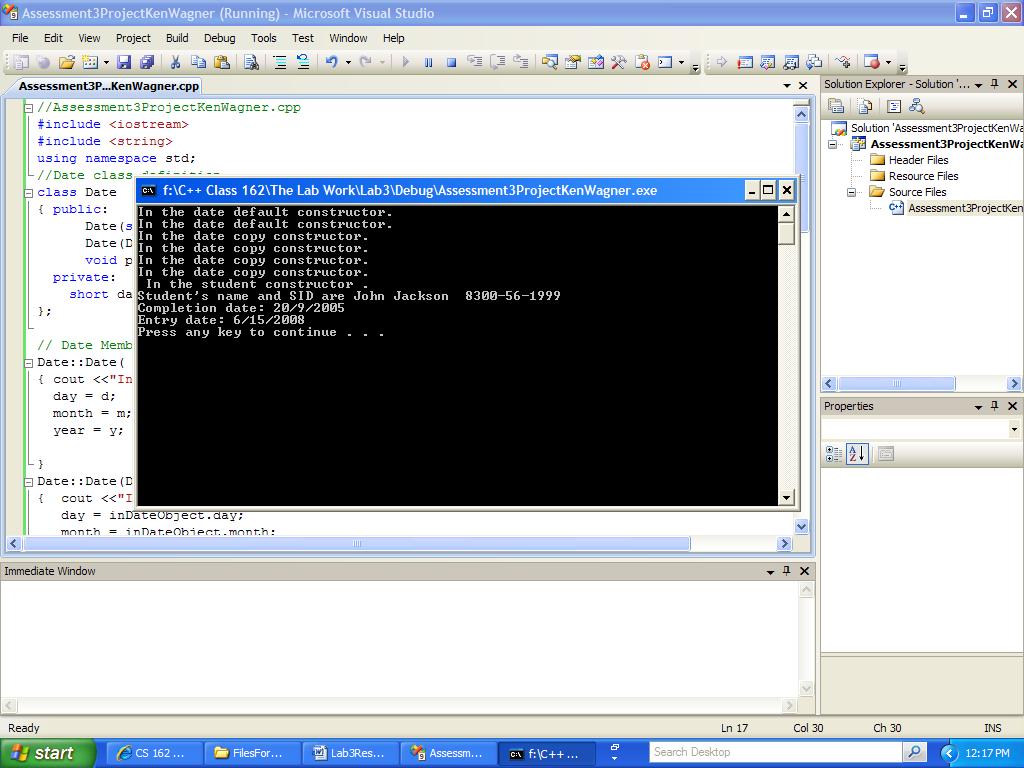 Assessment3ProjectKenWagner (Running) - Microsoft Visual Studio
File Edit View Project Build Debug Tools Test Window Help
Assessment3P...KenWagner.cpp
//Assessment3ProjectKenWagner.cpp
#include <iostream>
#include <string>
using namespace std;
//Date class definition
class Date
{ public:
Date(s
Date(D
void p
private:
short da
};
// Date Memb
Date::Date(
{ cout <<"In
day = d;
month = m;
year = y;
}
Date::Date(D
{ cout <<"I
day = inDateObject.day;
month = inDateObject.month;
f:\C++ Class 162\The Lab Work\Lab3\Debug\Assessment3ProjectKenWagner.exe
In the date default constructor.
In the date default constructor.
In the date copy constructor.
In the date copy constructor.
In the date copy constructor.
In the date copy constructor.
In the student constructor .
Student's name and SID are John Jackson 8300-56-1999
Completion date: 20/9/2005
Entry date: 6/15/2008
Press any key to continue . . .
Solution Explorer - Solution '...
Solution 'Assessment3ProjectKenWa
Assessment3ProjectKenWa
Header Files
Resource Files
Source Files
Assessment3ProjectKen
Properties
Immediate Window
Ready Ln 17 Col 30 Ch 30 INS
start CS 162 ... FilesFor... Lab3Res... Assessm... f:\C++ ... Search Desktop 12:17 PM